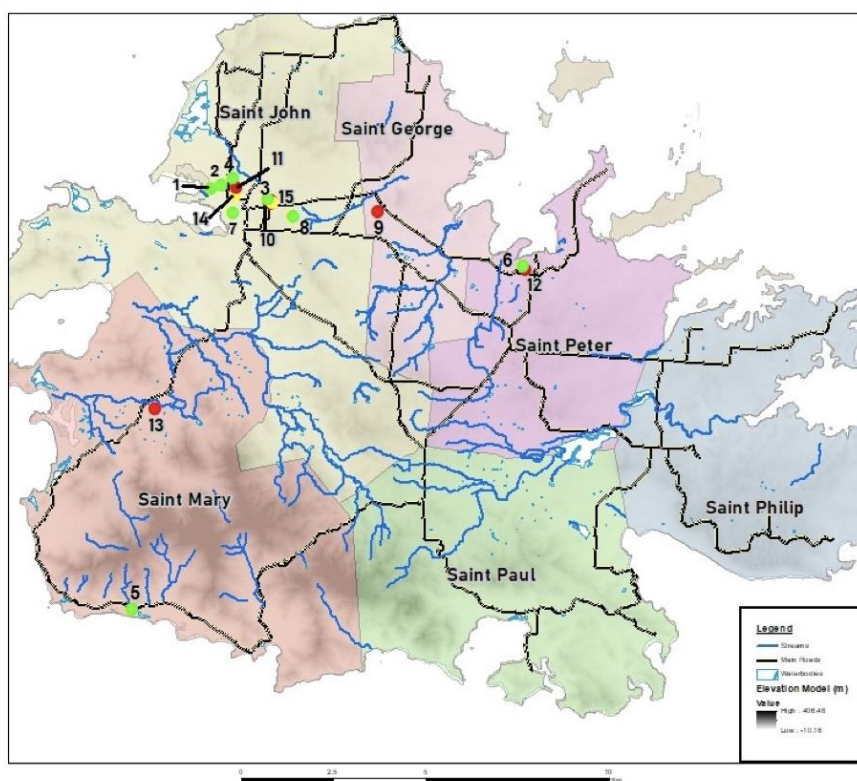 Saint John
Saint George
4
11
2
1
3
15
14
7
10
8
9
6
12
Saint Peter
13
Saint Mary
Saint Philip
Saint Paul
5
Legend
Streams
Main Roads
Waterbodies
Elevation Model (m)
Value
High : 406.48
Low : -10.16
0 2.5 5 10
Km